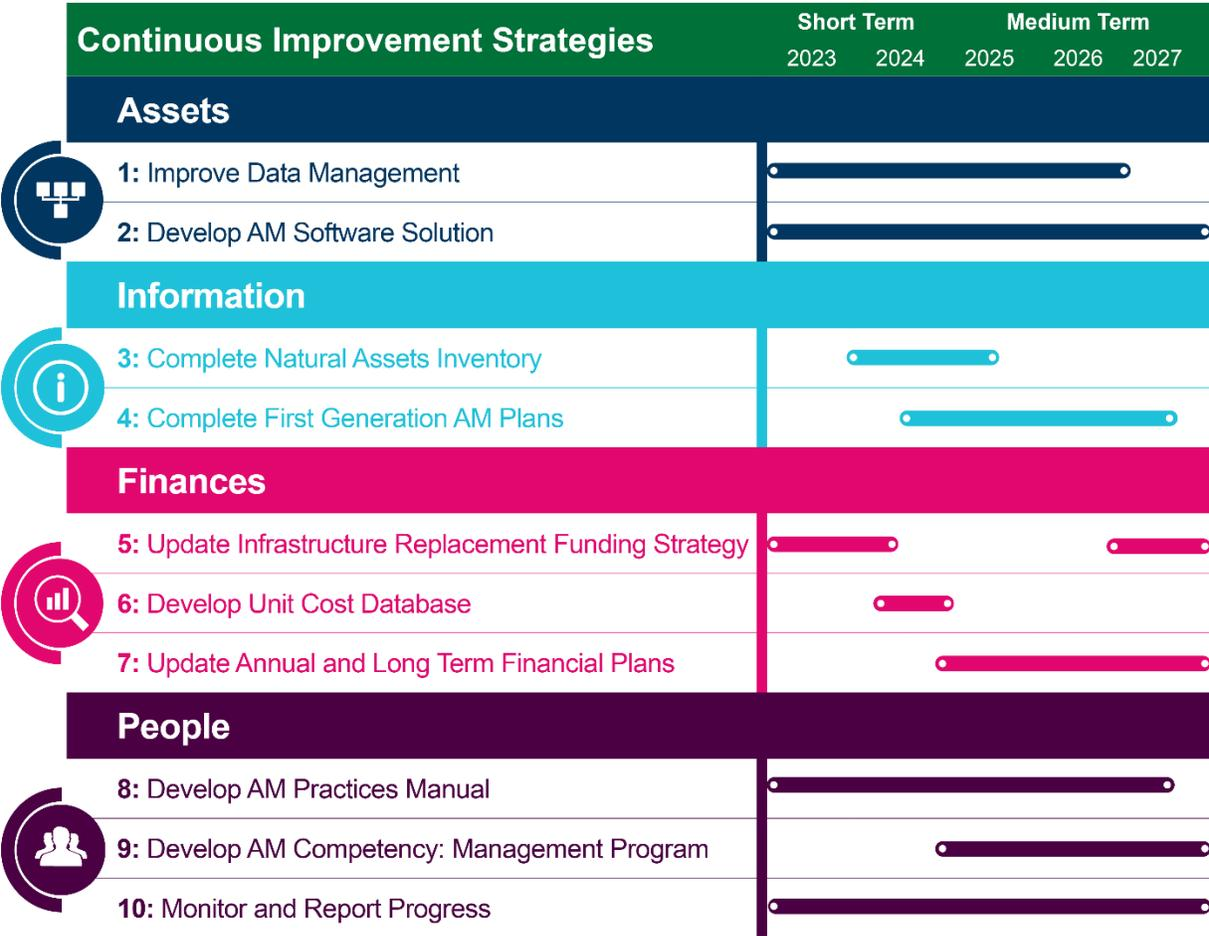 Continuous Improvement Strategies
Short Term Medium Term
2023 2024 2025 2026 2027
Assets
1: Improve Data Management
2: Develop AM Software Solution
Information
3: Complete Natural Assets Inventory
4: Complete First Generation AM Plans
Finances
5: Update Infrastructure Replacement Funding Strategy
6: Develop Unit Cost Database
7: Update Annual and Long Term Financial Plans
People
8: Develop AM Practices Manual
9: Develop AM Competency: Management Program
10: Monitor and Report Progress